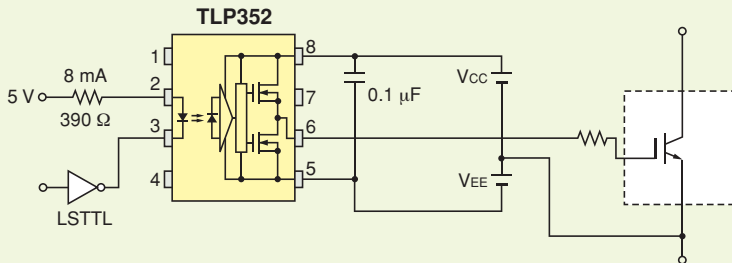 TLP352
1
2
3
4
8
7
6
5
5 V
8 mA
390 Ω
LSTTL
0.1 μF
VCC
VEE